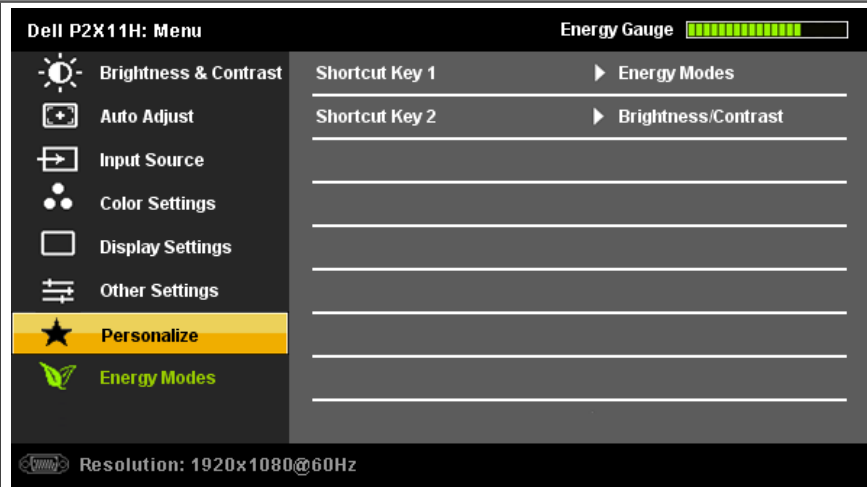 Dell P2X11H: Menu
Energy Gauge
Brightness & Contrast
Shortcut Key 1
Energy Modes
Auto Adjust
Shortcut Key 2
Brightness/Contrast
Input Source
Color Settings
Display Settings
Other Settings
Personalize
Energy Modes
Resolution: 1920x1080@60Hz